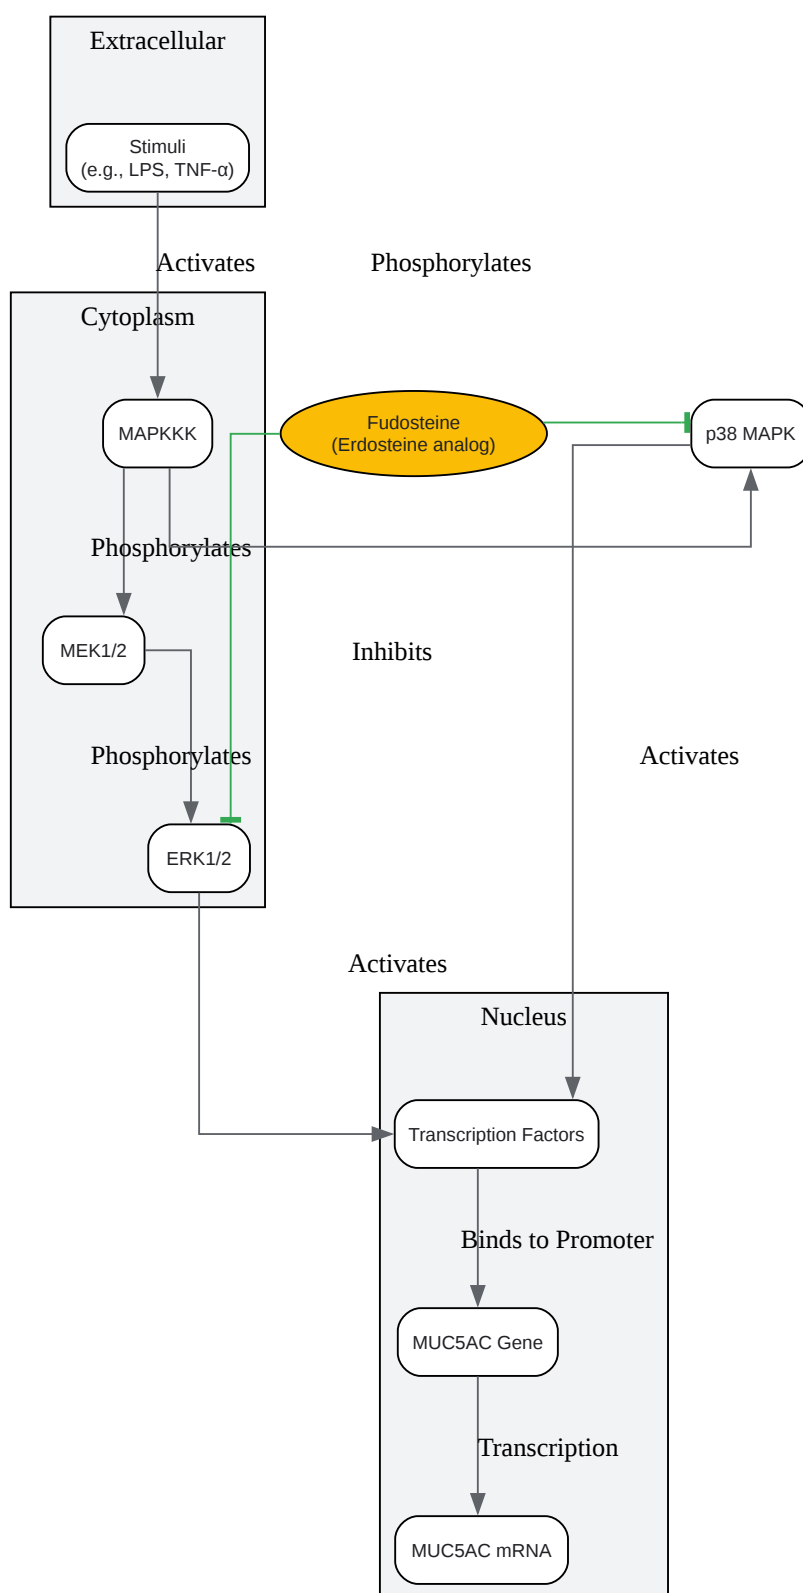 Extracellular
Stimuli
(e.g., LPS, TNF-α)
Activates
Phosphorylates
Cytoplasm
MAPKKK
Fudosteine
(Erdosteine analog)
p38 MAPK
Phosphorylates
MEK1/2
Inhibits
Phosphorylates
Activates
ERK1/2
Activates
Nucleus
Transcription Factors
Binds to Promoter
MUC5AC Gene
Transcription
MUC5AC mRNA